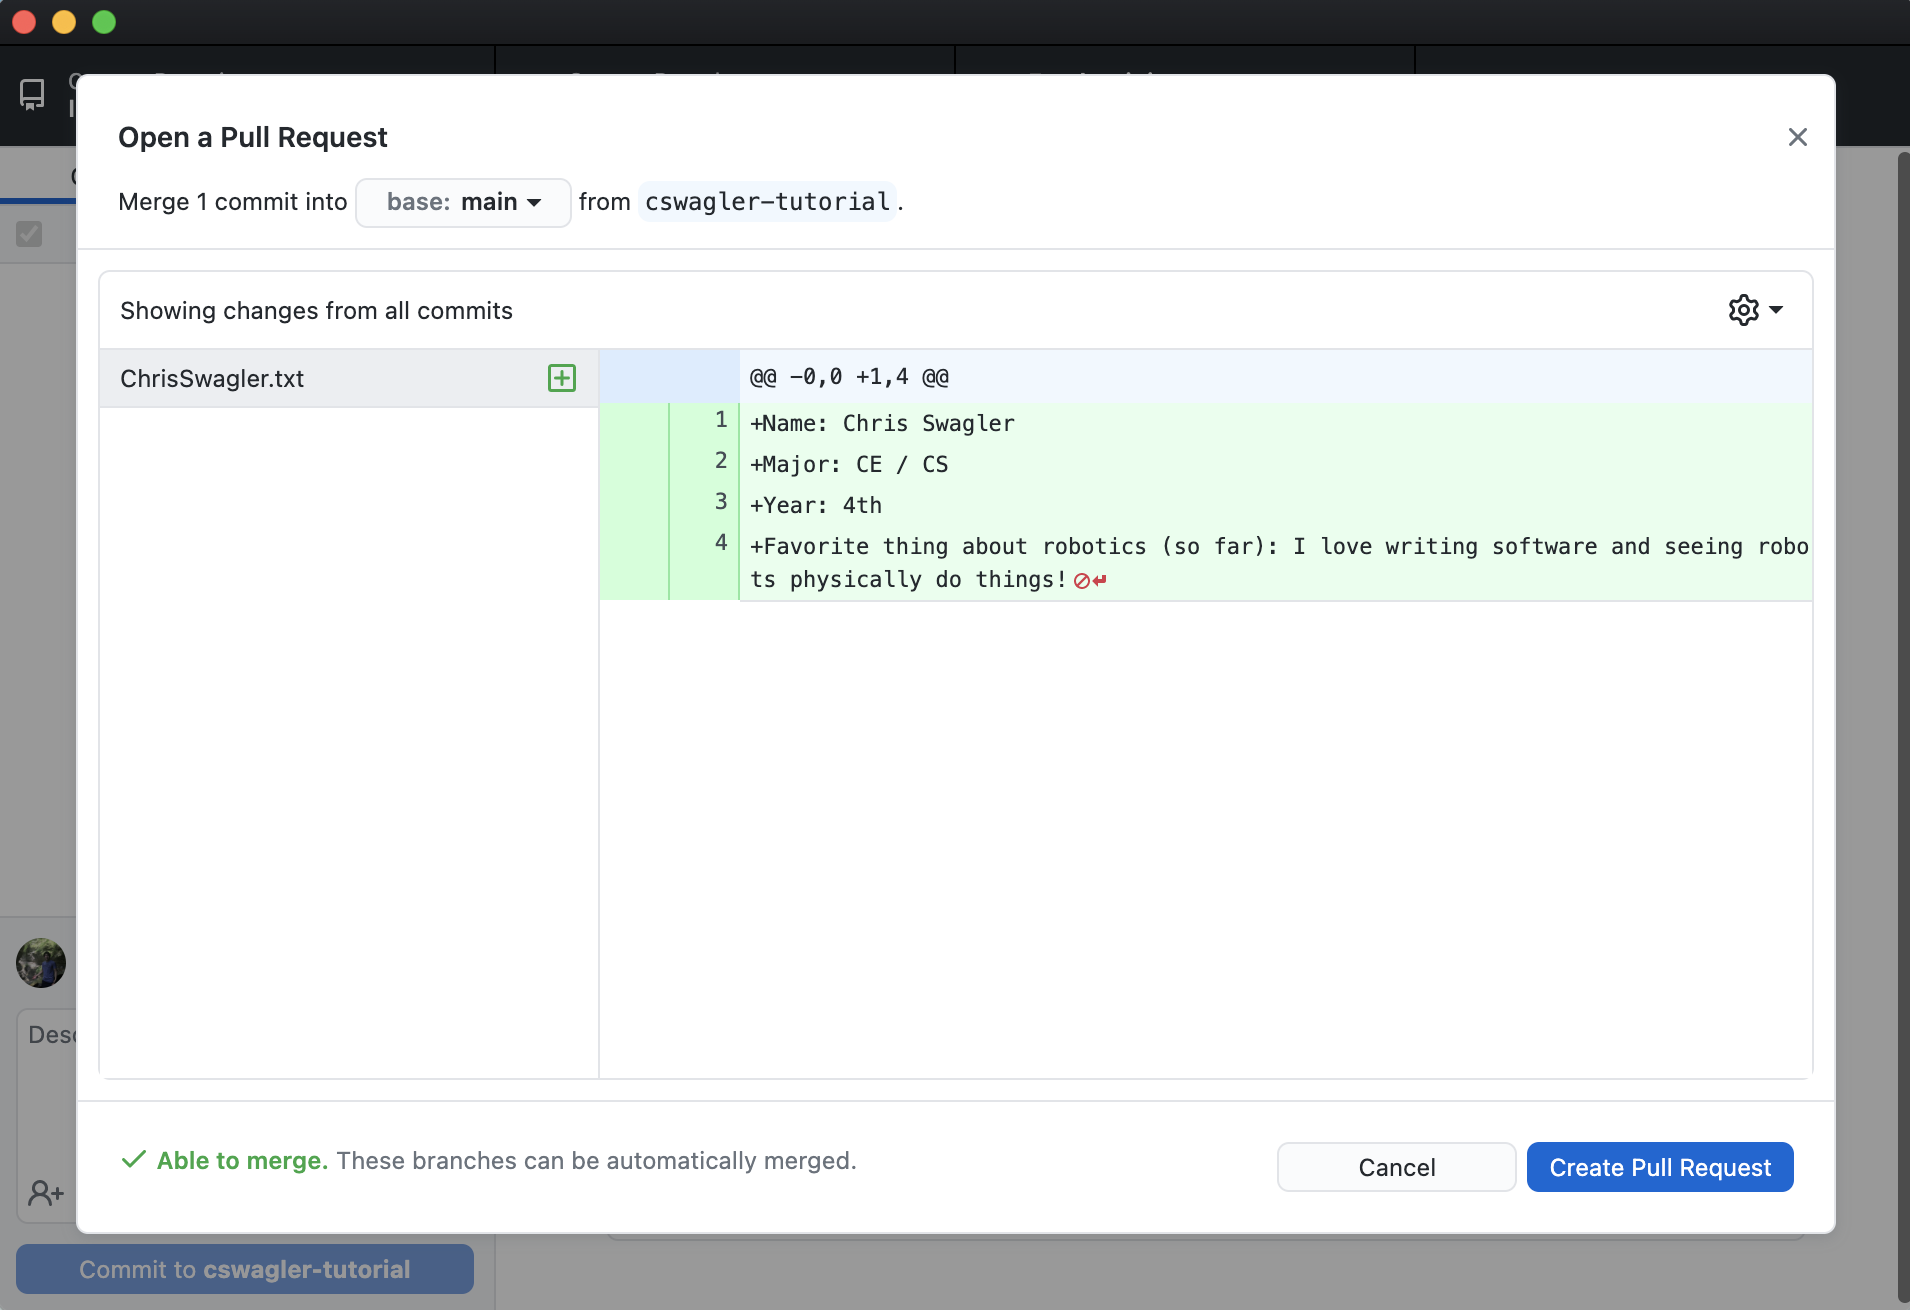 Open a Pull Request
Merge 1 commit into base: main from cswagler-tutorial.
Showing changes from all commits
ChrisSwagler.txt
@@ -0,0 +1,4 @@
1 +Name: Chris Swagler
2 +Major: CE / CS
3 +Year: 4th
4 +Favorite thing about robotics (so far): I love writing software and seeing robo
ts physically do things!
Able to merge. These branches can be automatically merged.
Cancel
Create Pull Request
Commit to cswagler-tutorial